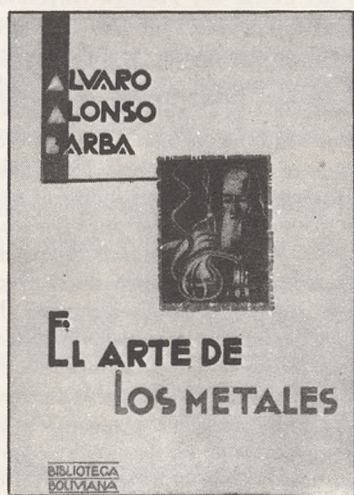 ALVARO
ALONSO
BARBA
EL ARTE DE
LOS METALES
BIBLIOTECA
BOLIVIANA